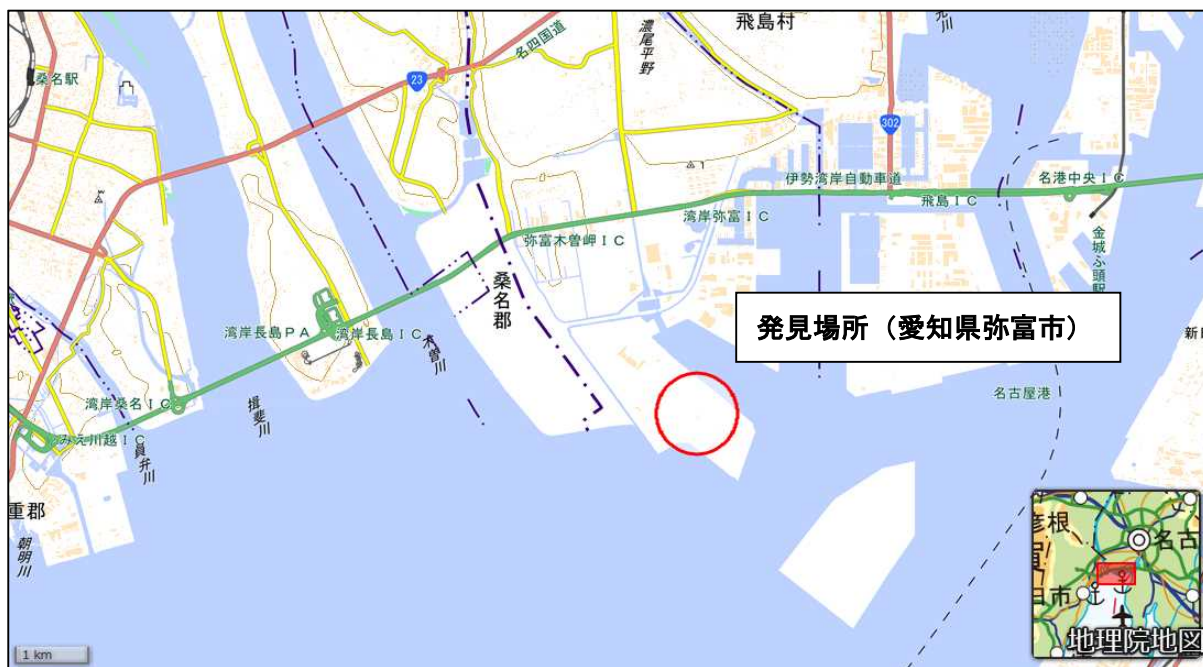 飛島村
名四国道
濃尾平野
桑名駅
23
302
伊勢湾岸自動車道
名港中央ＩＣ
飛島ＩＣ
湾岸弥富ＩＣ
弥富木曽岬ＩＣ
金城ふ頭駅
桑名郡
発見場所（愛知県弥富市）
湾岸長島ＰＡ
湾岸長島ＩＣ
木曽川
名古屋港
湾岸桑名ＩＣ
揖斐川
みえ川越ＩＣ
員弁川
重郡
朝明川
彦根
名古
日市
地理院地図
1 km